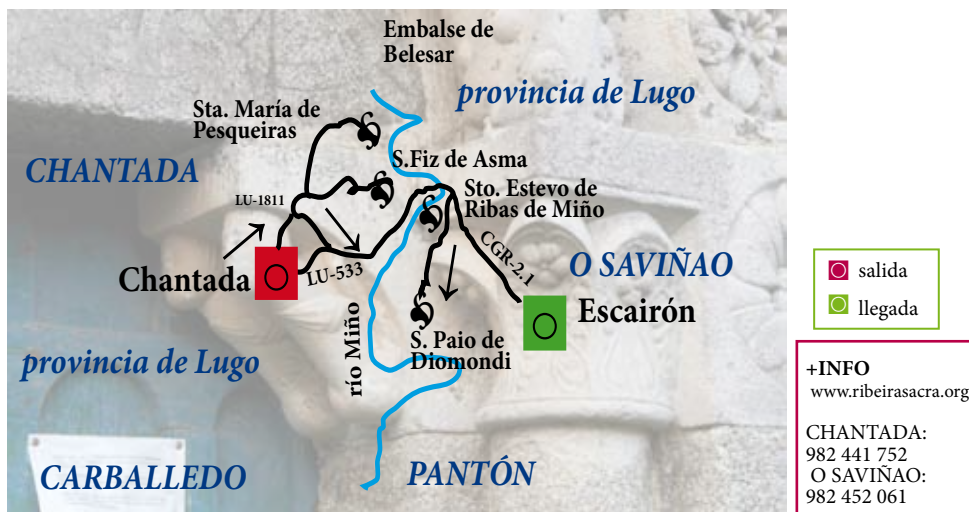 Embalse de
Belesar
provincia de Lugo
Sta. María de
Pesqueiras
CHANTADA
S.Fiz de Asma
Sto. Estevo de
Ribas de Miño
LU-1811
CGR-2.1
O SAVIÑAO
Chantada
LU-533
Escairón
salida
llegada
río Miño
S. Paio de
Diomondi
provincia de Lugo
CARBALLEDO
PANTÓN
+INFO
www.ribeirasacra.org
CHANTADA:
982 441 752
O SAVIÑAO:
982 452 061